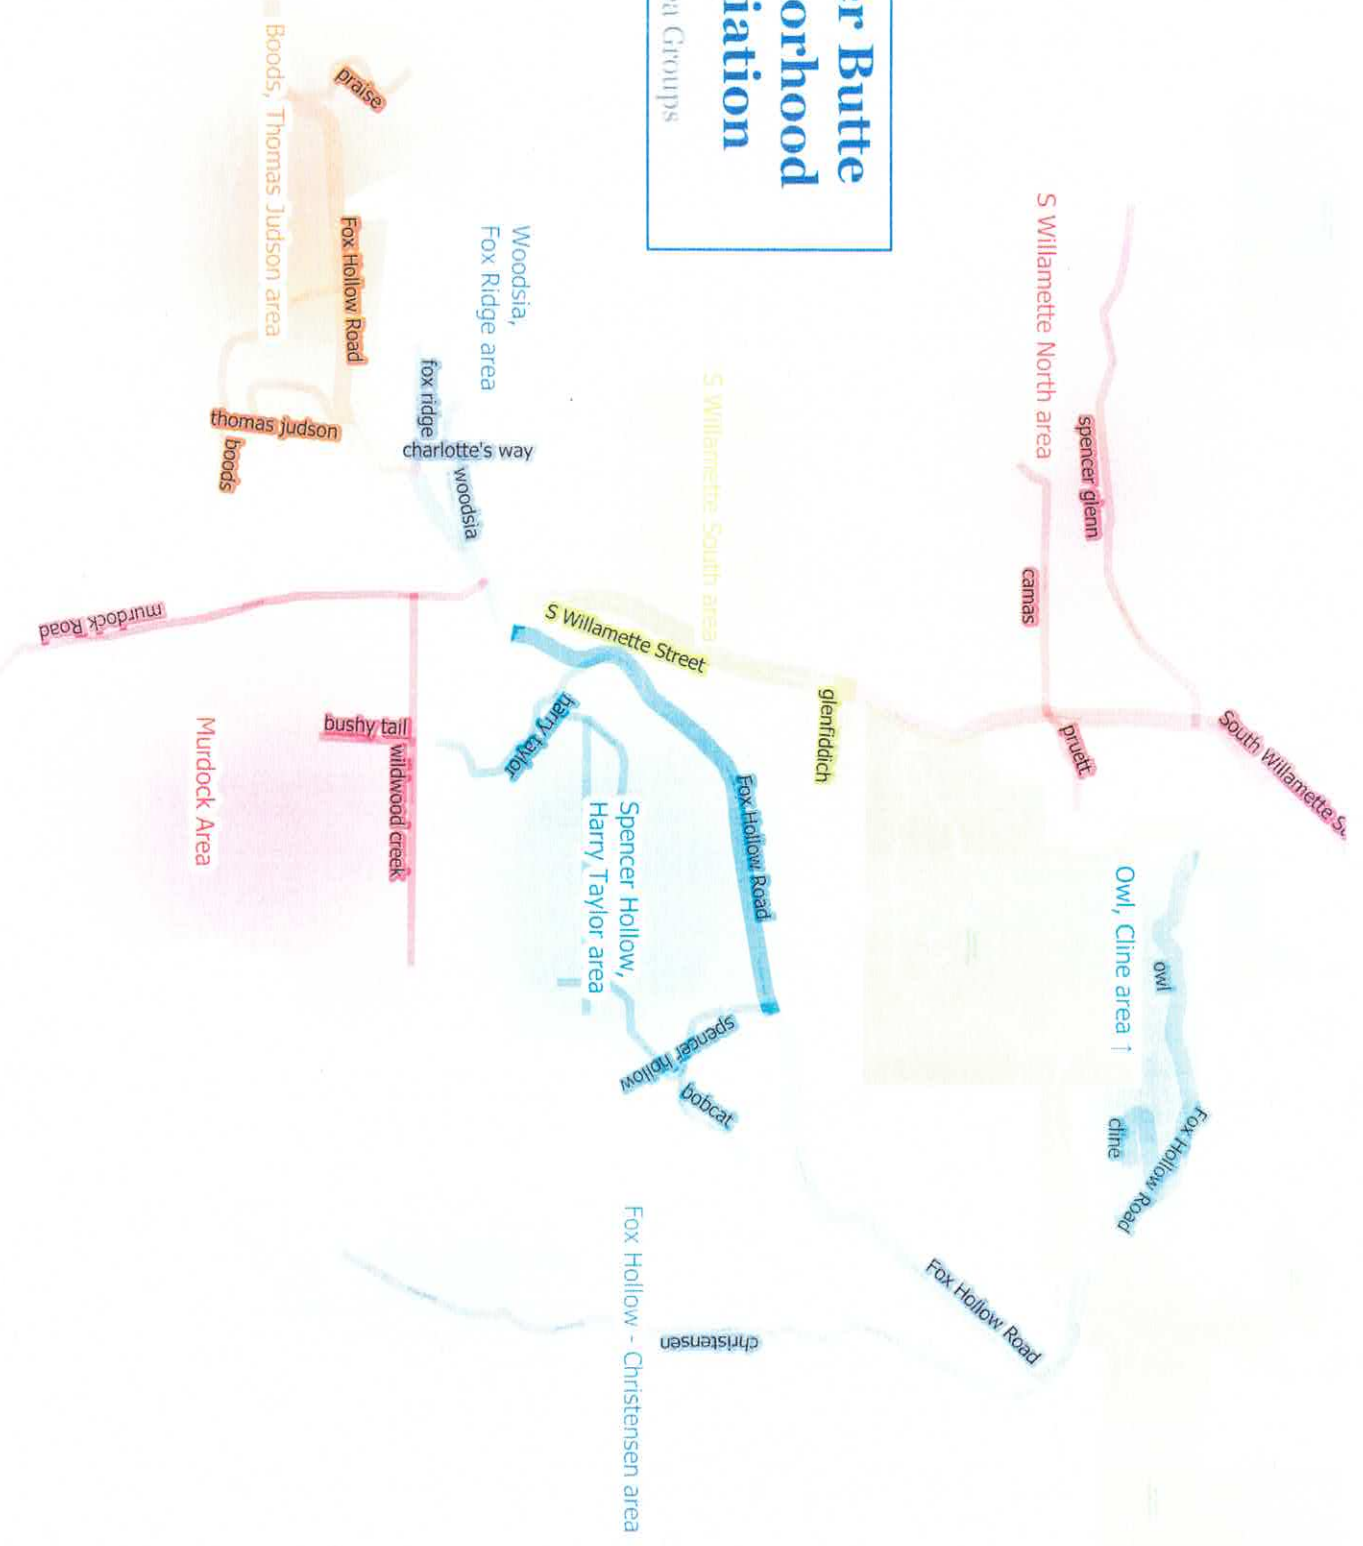 er Butte
orhood
iation
a Groups
S Willamette North area
spencer glenn
camas
pruett
South Willamette S
Owl, Cline area ↑
owl
cline
Fox Hollow Road
S Willamette South area
S Willamette Street
glenfiddich
Woodsia,
Fox Ridge area
fox ridge
charlotte's way
woodsia
praise
Boods, Thomas Judson area
Fox Hollow Road
thomas judson
boods
murdock Road
Murdock Area
bushy tail
wildwood creek
harry taylor
Fox Hollow Road
Spencer Hollow,
Harry Taylor area
spencer hollow
bobcat
Fox Hollow Road
christensen
Fox Hollow - Christensen area